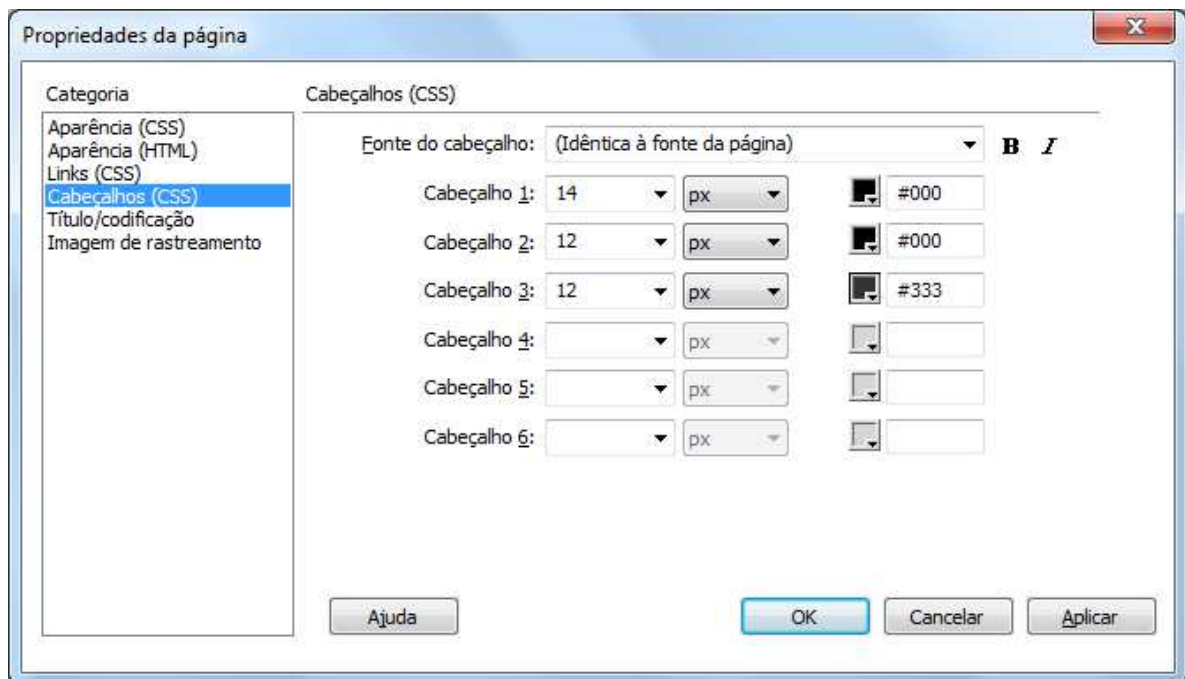 Propriedades da página
Categoria
Aparência (CSS)
Aparência (HTML)
Links (CSS)
Cabeçalhos (CSS)
Título/codificação
Imagem de rastreamento
Cabeçalhos (CSS)
Fonte do cabeçalho: (Idêntica à fonte da página) B I
Cabeçalho 1: 14 px #000
Cabeçalho 2: 12 px #000
Cabeçalho 3: 12 px #333
Cabeçalho 4: px
Cabeçalho 5: px
Cabeçalho 6: px
Ajuda OK Cancelar Aplicar